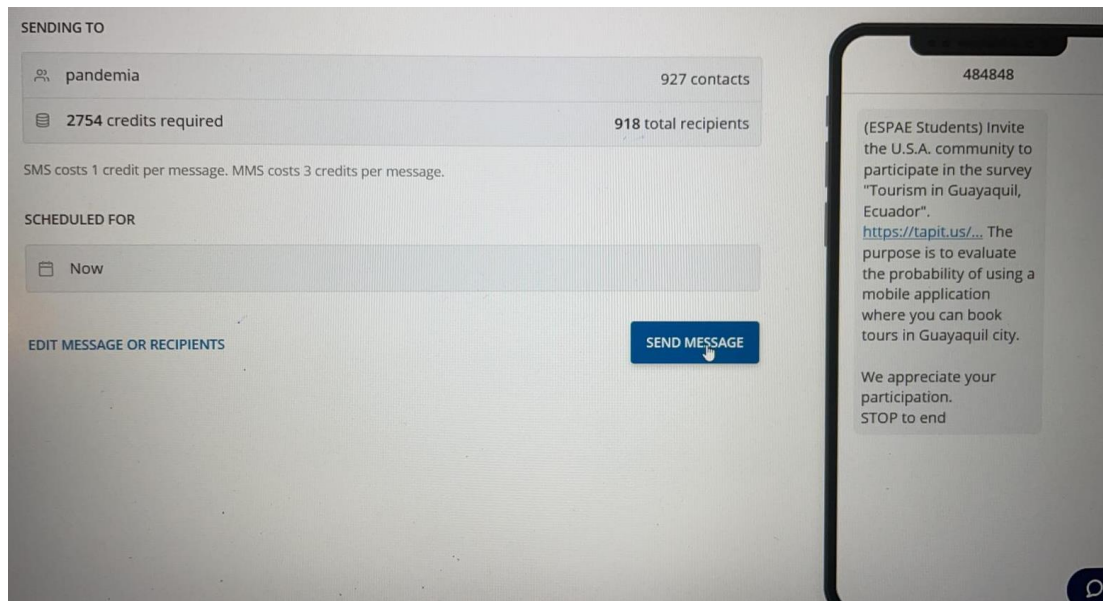 SENDING TO
pandemia
927 contacts
2754 credits required
918 total recipients
SMS costs 1 credit per message. MMS costs 3 credits per message.
SCHEDULED FOR
Now
EDIT MESSAGE OR RECIPIENTS
SEND MESSAGE
484848
(ESPAE Students) Invite
the U.S.A. community to
participate in the survey
"Tourism in Guayaquil,
Ecuador".
https://tapit.us/... The
purpose is to evaluate
the probability of using a
mobile application
where you can book
tours in Guayaquil city.
We appreciate your
participation.
STOP to end